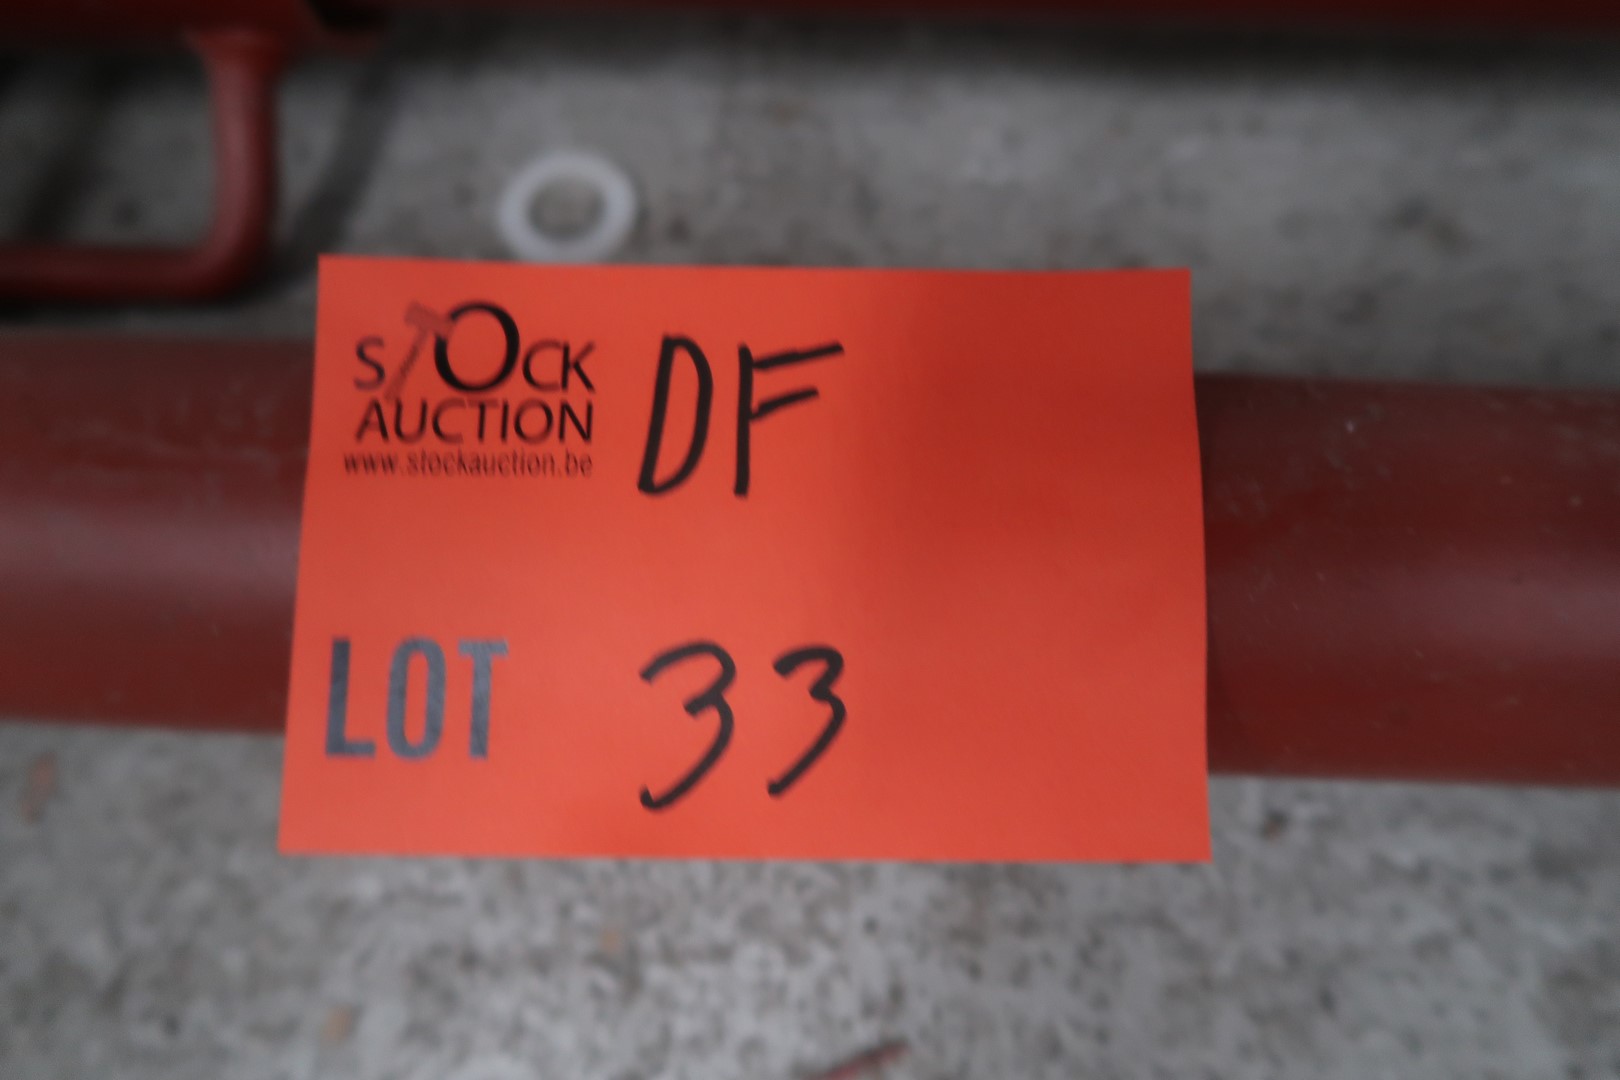 STOCK DF
AUCTION
www.stockauction.be
LOT 33